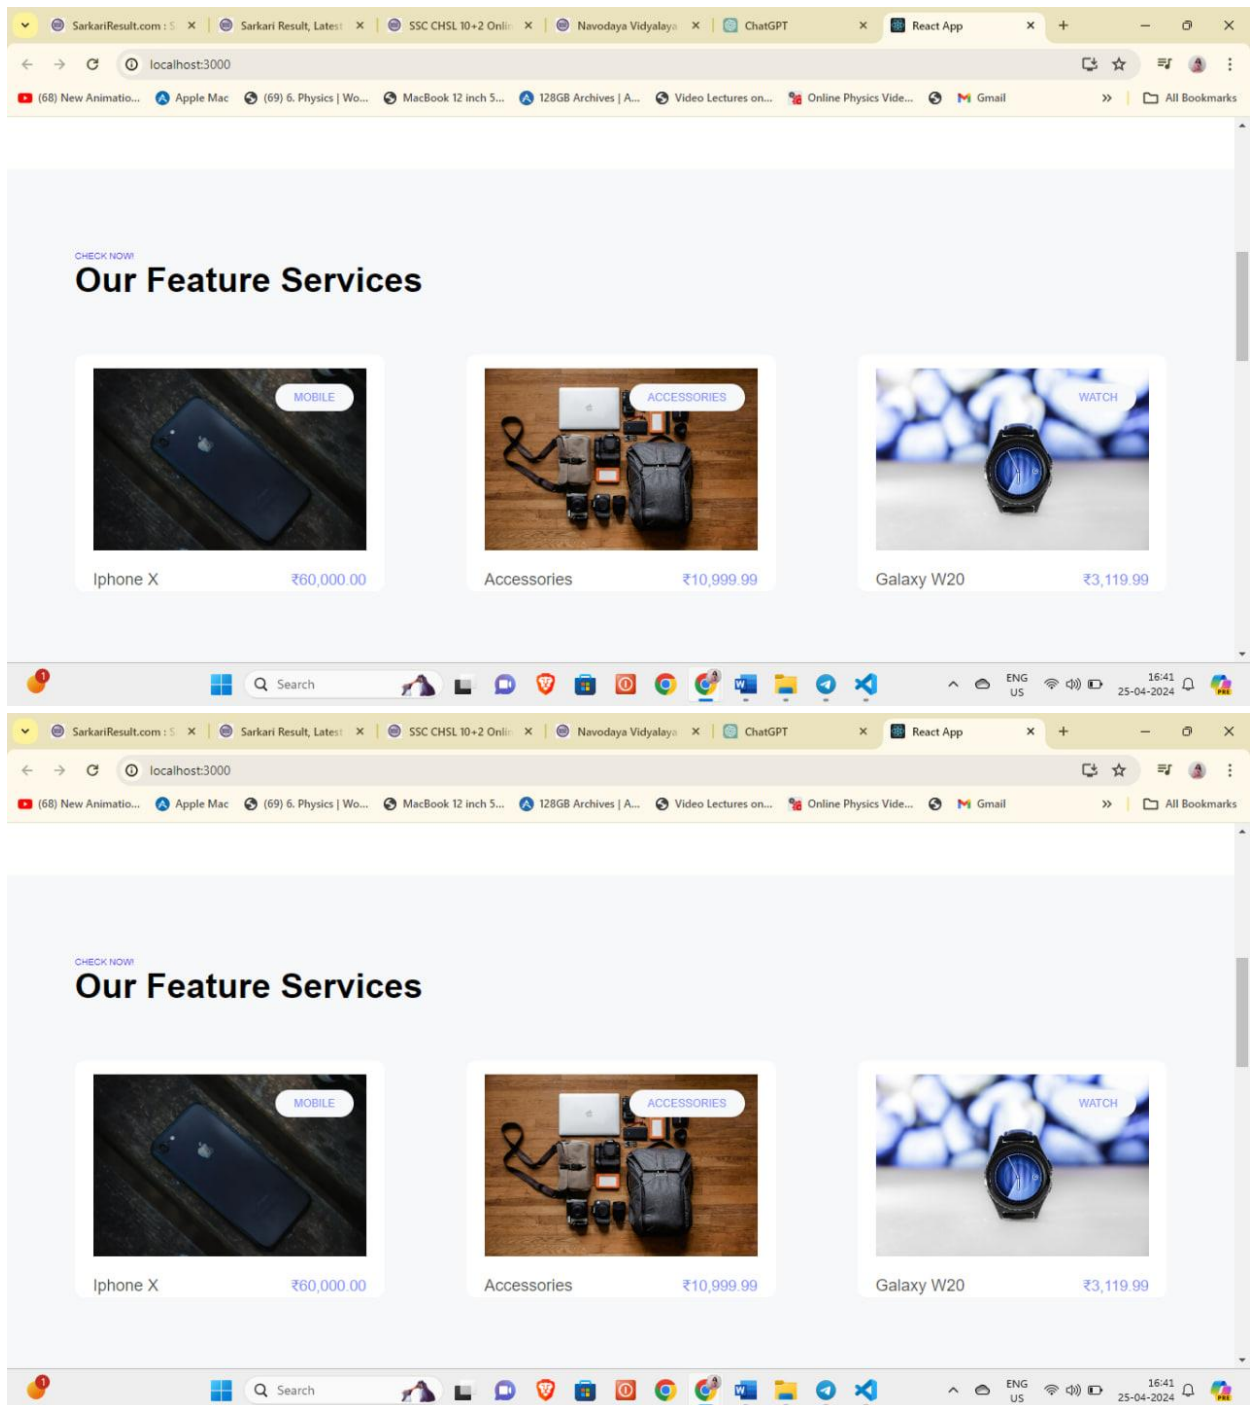 SarkariResult.com : S
Sarkari Result, Latest
SSC CHSL 10+2 Onlin
Navodaya Vidyalaya
ChatGPT
React App
localhost:3000
(68) New Animatio...
Apple Mac
(69) 6. Physics | Wo...
MacBook 12 inch 5...
128GB Archives | A...
Video Lectures on...
Online Physics Vide...
Gmail
All Bookmarks
CHECK NOW!
Our Feature Services
MOBILE
ACCESSORIES
WATCH
Iphone X
₹60,000.00
Accessories
₹10,999.99
Galaxy W20
₹3,119.99
1
Search
ENG
US
16:41
25-04-2024
PRE
SarkariResult.com : S
Sarkari Result, Latest
SSC CHSL 10+2 Onlin
Navodaya Vidyalaya
ChatGPT
React App
localhost:3000
(68) New Animatio...
Apple Mac
(69) 6. Physics | Wo...
MacBook 12 inch 5...
128GB Archives | A...
Video Lectures on...
Online Physics Vide...
Gmail
All Bookmarks
CHECK NOW!
Our Feature Services
MOBILE
ACCESSORIES
WATCH
Iphone X
₹60,000.00
Accessories
₹10,999.99
Galaxy W20
₹3,119.99
1
Search
ENG
US
16:41
25-04-2024
PRE